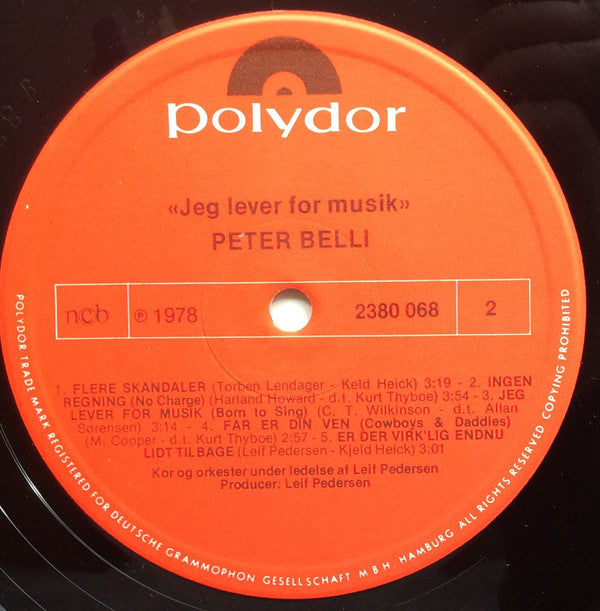 polydor
«Jeg lever for musik»
PETER BELLI
ncb ℗ 1978 2380 068 2
1. FLERE SKANDALER (Torben Lendager - Keld Heick) 3:19 - 2. INGEN
REGNING (No Charge) (Harland Howard - d.t. Kurt Thyboe) 3:54 - 3. JEG
LEVER FOR MUSIK (Born to Sing) (C. T. Wilkinson - d.t. Allan
Sørensen) 3:14 - 4. FAR ER DIN VEN (Cowboys & Daddies)
(M. Cooper - d.t. Kurt Thyboe) 2:57 - 5. ER DER VIRK'LIG ENDNU
LIDT TILBAGE (Leif Pedersen - Kjeld Heick) 3:01
Kor og orkester under ledelse af Leif Pedersen
Producer: Leif Pedersen
POLYDOR TRADE MARK REGISTERED FOR DEUTSCHE GRAMMOPHON GESELLSCHAFT M B H. HAMBURG ALL RIGHTS RESERVED COPYING PROHIBITED